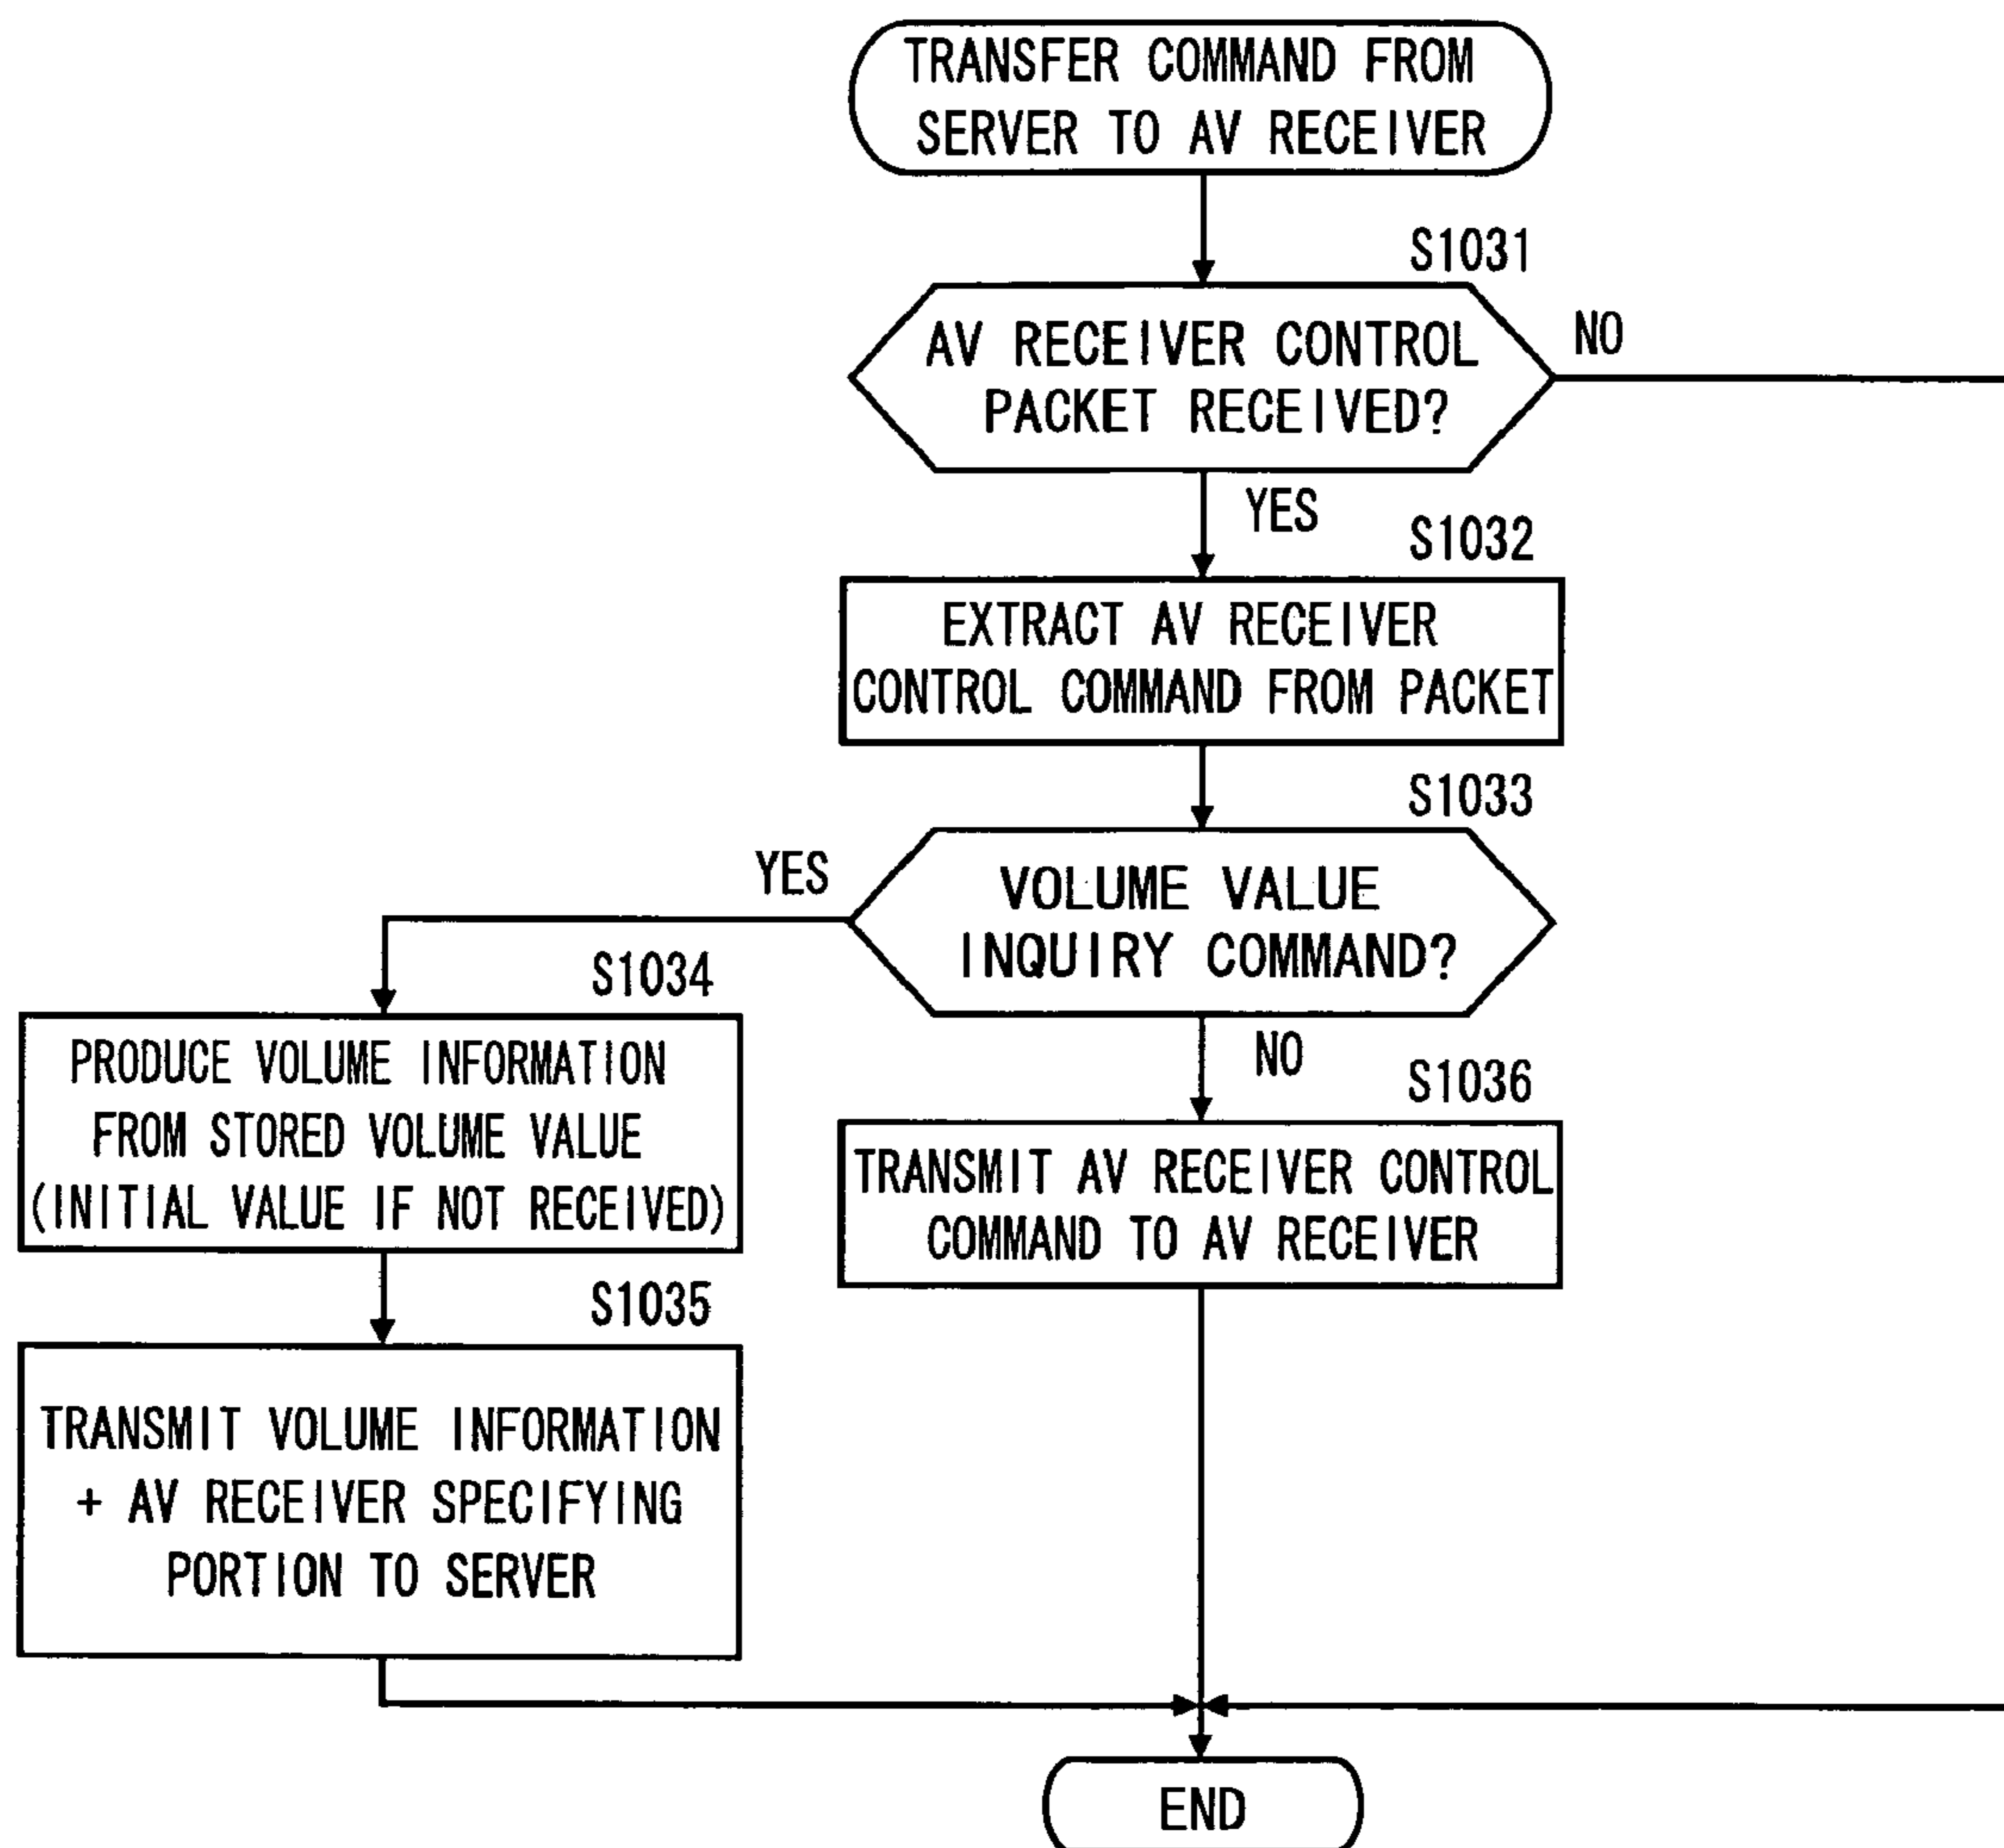 TRANSFER COMMAND FROM
SERVER TO AV RECEIVER
S1031
AV RECEIVER CONTROL
PACKET RECEIVED?
NO
YES
S1032
EXTRACT AV RECEIVER
CONTROL COMMAND FROM PACKET
S1033
VOLUME VALUE
INQUIRY COMMAND?
YES
S1034
PRODUCE VOLUME INFORMATION
FROM STORED VOLUME VALUE
(INITIAL VALUE IF NOT RECEIVED)
NO
S1036
TRANSMIT AV RECEIVER CONTROL
COMMAND TO AV RECEIVER
S1035
TRANSMIT VOLUME INFORMATION
+ AV RECEIVER SPECIFYING
PORTION TO SERVER
END